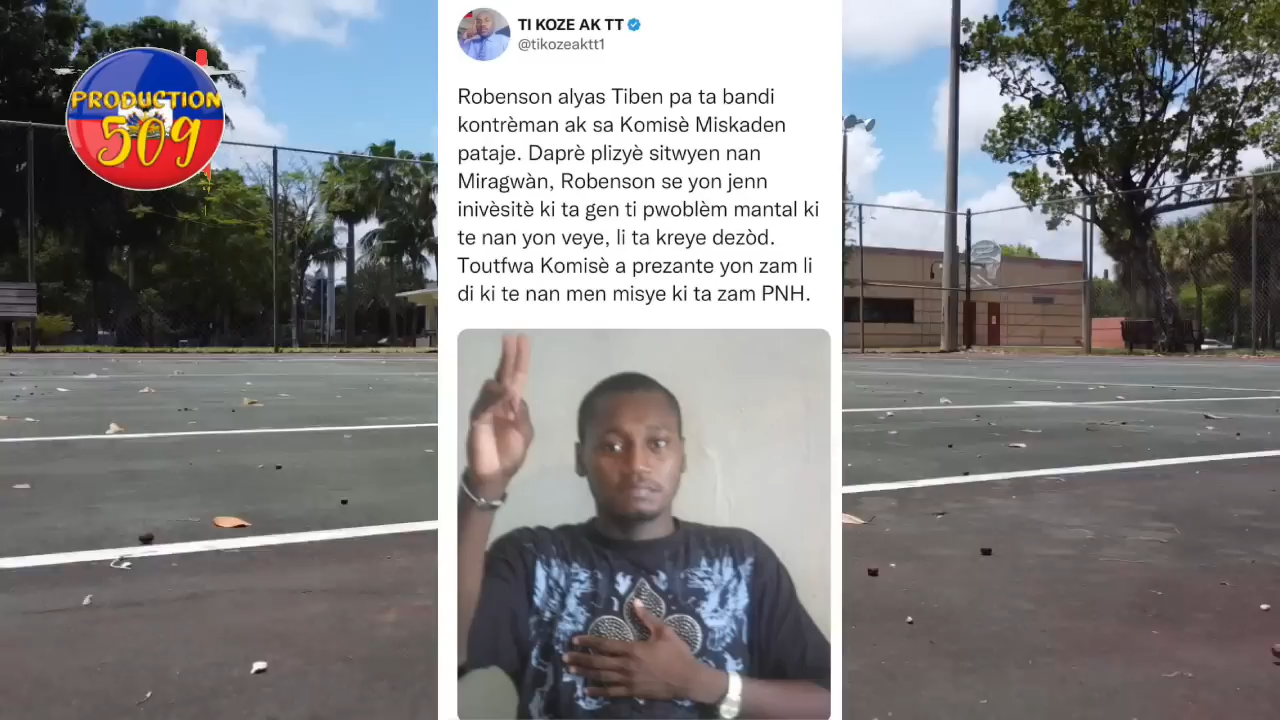 PRODUCTION
509
TI KOZE AK TT
@tikozeaktt1
Robenson alyas Tiben pa ta bandi
kontrèman ak sa Komisè Miskaden
pataje. Daprè plizyè sitwyen nan
Miragwàn, Robenson se yon jenn
inivèsitè ki ta gen ti pwoblèm mantal ki
te nan yon veye, li ta kreye dezòd.
Toutfwa Komisè a prezante yon zam li
di ki te nan men misye ki ta zam PNH.